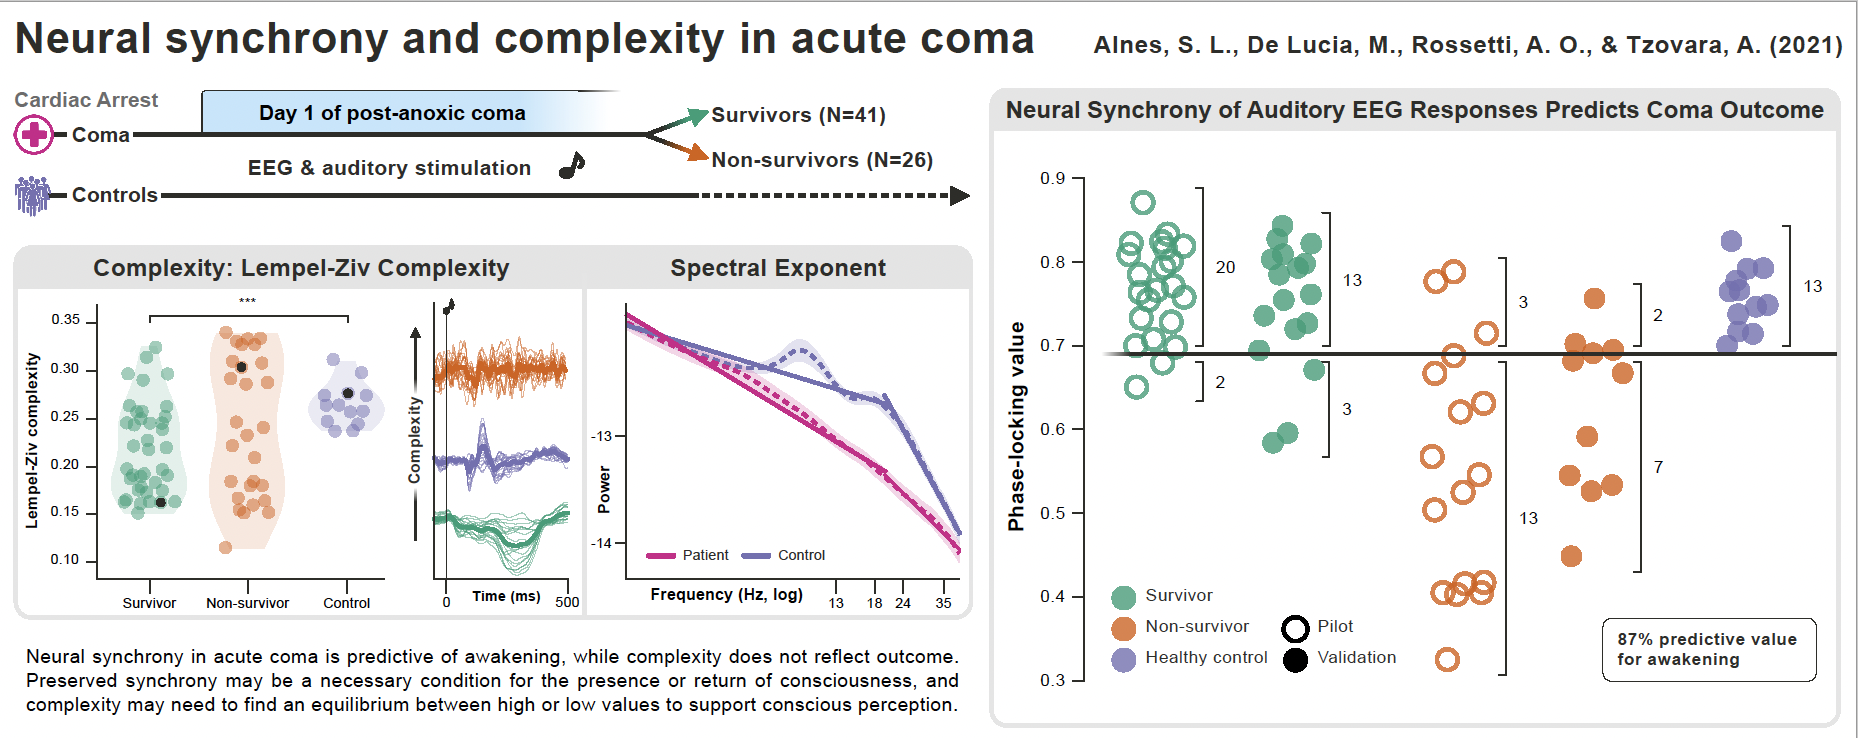 Neural synchrony and complexity in acute coma
Alnes, S. L., De Lucia, M., Rossetti, A. O., & Tzovara, A. (2021)
Cardiac Arrest
Coma
Day 1 of post-anoxic coma
Survivors (N=41)
Non-survivors (N=26)
EEG & auditory stimulation
Controls
Complexity: Lempel-Ziv Complexity
***
Lempel-Ziv complexity
0.35
0.30
0.25
0.20
0.15
0.10
Survivor
Non-survivor
Control
Complexity
0
Time (ms)
500
Spectral Exponent
Power
-13
-14
Patient
Control
Frequency (Hz, log)
13
18
24
35
Neural synchrony in acute coma is predictive of awakening, while complexity does not reflect outcome.
Preserved synchrony may be a necessary condition for the presence or return of consciousness, and
complexity may need to find an equilibrium between high or low values to support conscious perception.
Neural Synchrony of Auditory EEG Responses Predicts Coma Outcome
Phase-locking value
0.9
0.8
0.7
0.6
0.5
0.4
0.3
20
2
13
3
3
13
2
7
13
Survivor
Non-survivor
Healthy control
Pilot
Validation
87% predictive value
for awakening